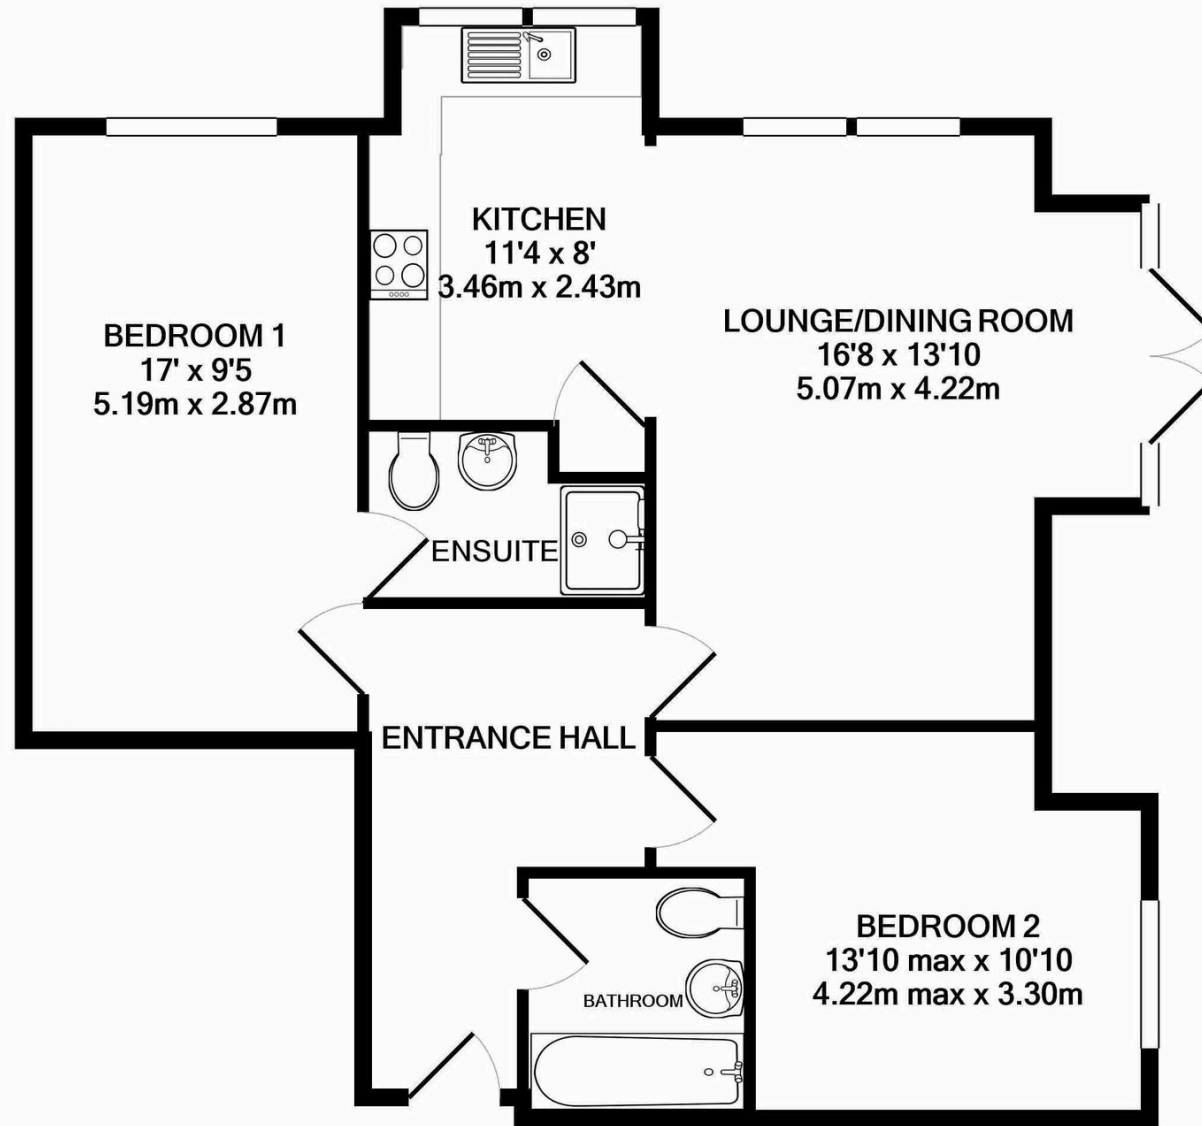 KITCHEN
11'4 x 8'
3.46m x 2.43m
BEDROOM 1
17' x 9'5
5.19m x 2.87m
LOUNGE/DINING ROOM
16'8 x 13'10
5.07m x 4.22m
ENSUITE
ENTRANCE HALL
BATHROOM
BEDROOM 2
13'10 max x 10'10
4.22m max x 3.30m